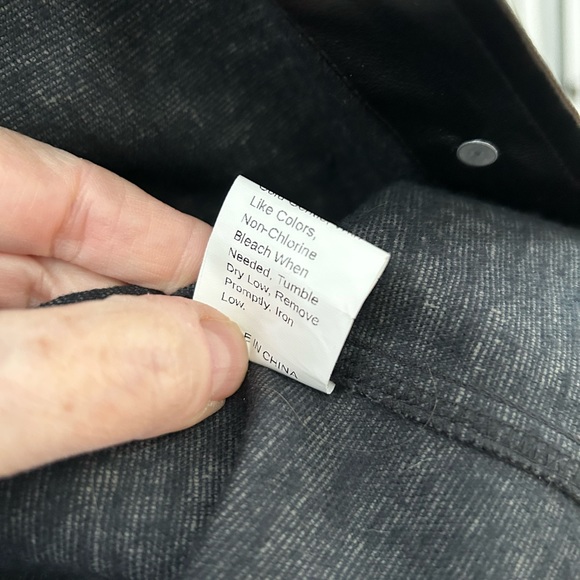 Like Colors,
Non-Chlorine
Bleach When
Needed, Tumble
Dry Low, Remove
Promptly, Iron
Low.
E IN CHINA